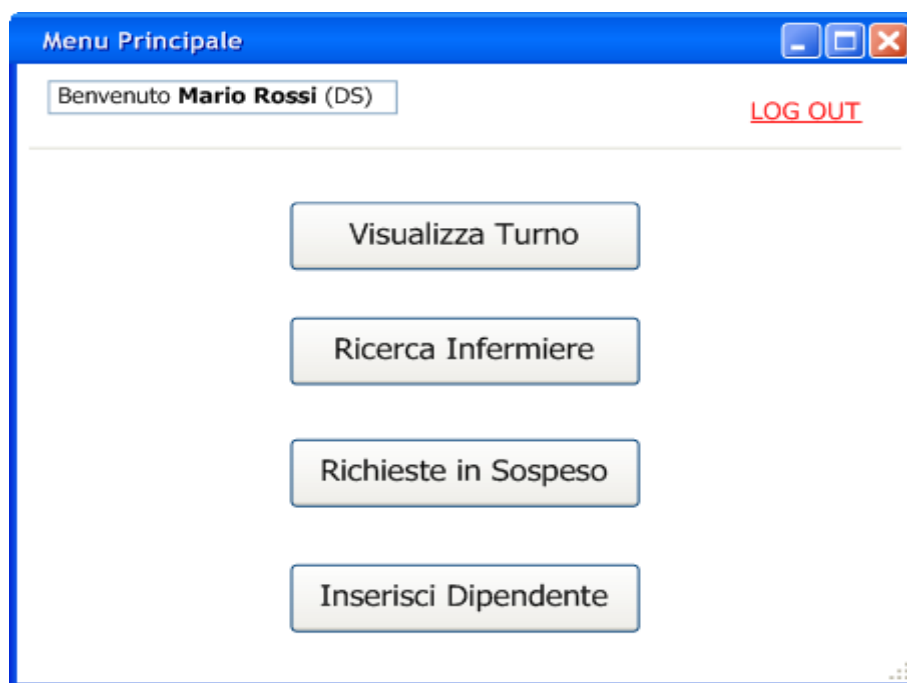 Menu Principale
Benvenuto Mario Rossi (DS)
LOG OUT
Visualizza Turno
Ricerca Infermiere
Richieste in Sospeso
Inserisci Dipendente